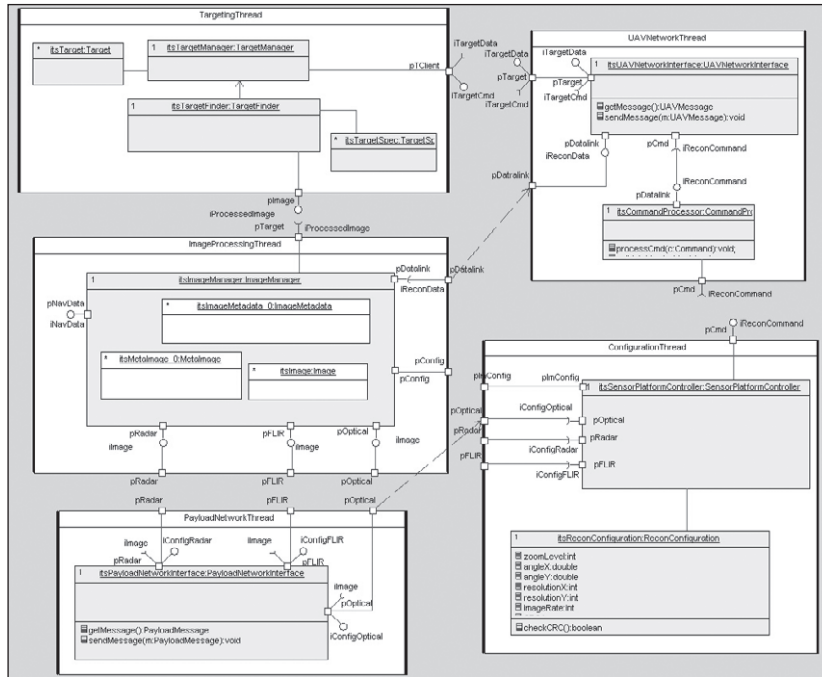 TargetingThread
* itsTarget:Target
1 itsTargetManager:TargetManager
1 itsTargetFinder:TargetFinder
* itsTargetSpec:TargetSp
pTClient
iTargetData
iTargetCmd
pImage
iProcessedImage
pTarget
iProcessedImage
UAVNetworkThread
iTargetData
pTarget
iTargetCmd
iTargetData
pTarget
iTargetCmd
1 itsUAVNetworkInterface:UAVNetworkInterface
getMessage():UAVMessage
sendMessage(m:UAVMessage):void
pDatalink
iReconData
pCmd
iReconCommand
pDatralink
iReconCommand
pDatalink
1 itsCommandProcessor:CommandPr
processCmd(c:Command):void;
pCmd
iReconCommand
ImageProcessingThread
1 itsImageManager:ImageManager
pNavData
iNavData
* itsImageMetadata_0:ImageMetadata
* itsMetaImage_0:MetaImage
* itsImage:Image
pDatalink
iReconData
pDatalink
pConfig
pConfig
pRadar
iImage
pFLIR
iImage
pOptical
iImage
pRadar
pFLIR
pOptical
pCmd
iReconCommand
ConfigurationThread
pImConfig
pImConfig
1 itsSensorPlatformController:SensorPlatformController
pOptical
iConfigOptical
pOptical
pRadar
iConfigRadar
pRadar
pFLIR
iConfigFLIR
pFLIR
1 itsReconConfiguration:ReconConfiguration
zoomLevel:int
angleX:double
angleY:double
resolutionX:int
resolutionY:int
imageRate:int
checkCRC():boolean
pRadar
pFLIR
pOptical
PayloadNetworkThread
iImage
iConfigRadar
pRadar
iImage
iConfigFLIR
pFLIR
1 itsPayloadNetworkInterface:PayloadNetworkInterface
iImage
pOptical
iConfigOptical
getMessage():PayloadMessage
sendMessage(m:PayloadMessage):void